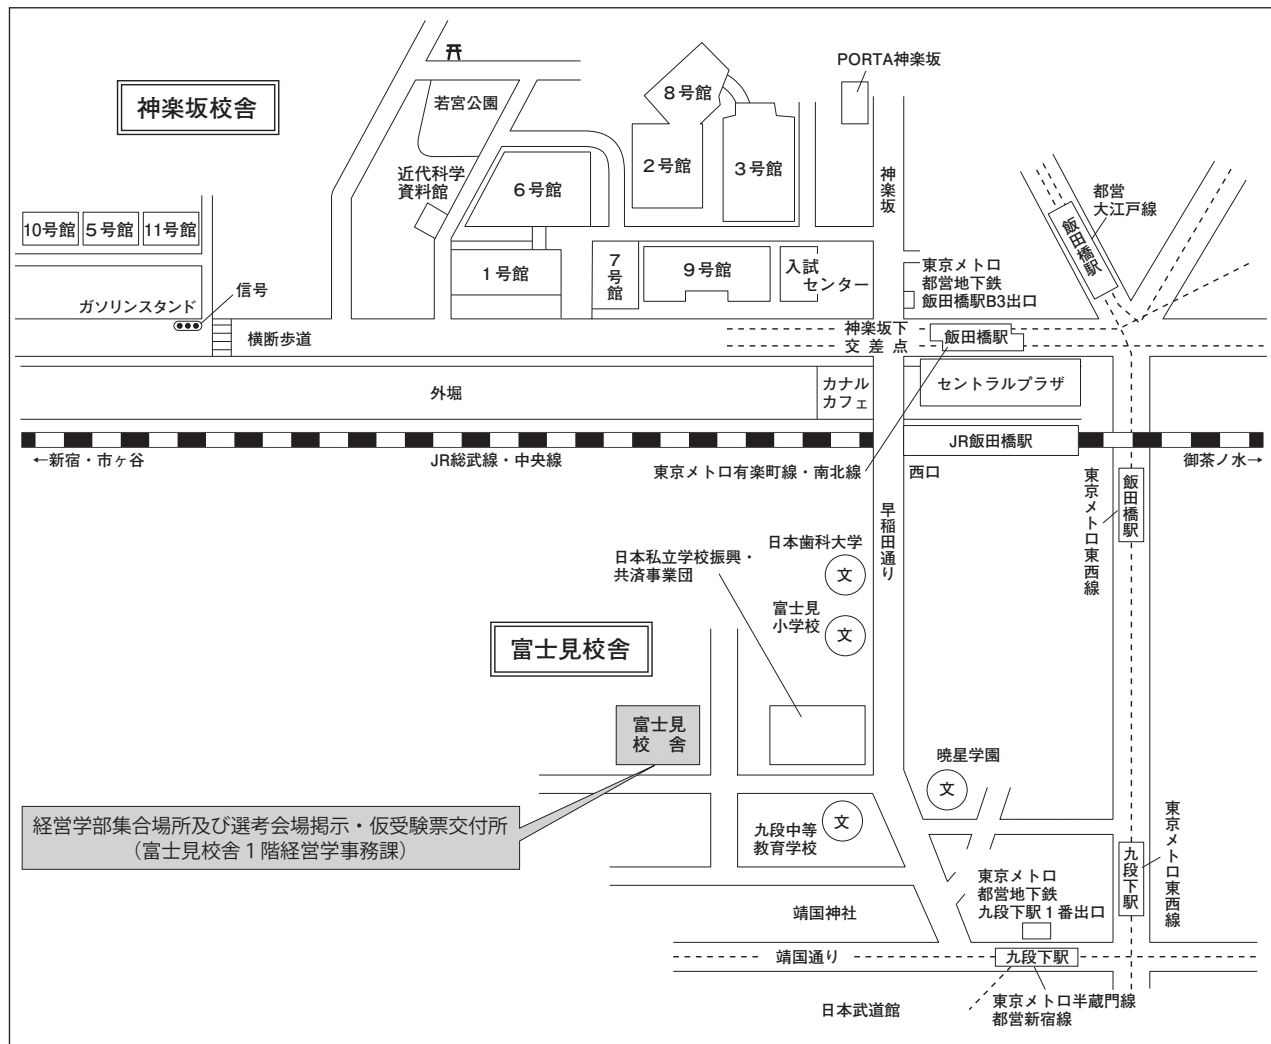 PORTA神楽坂
神楽坂校舎
若宮公園
8号館
2号館
3号館
近代科学
資料館
6号館
神楽坂
都営
大江戸線
飯田橋駅
10号館
5号館
11号館
1号館
7号館
9号館
入試
センター
東京メトロ
都営地下鉄
飯田橋駅B3出口
ガソリンスタンド
信号
横断歩道
神楽坂下
交差点
飯田橋駅
外堀
カナル
カフェ
セントラルプラザ
JR飯田橋駅
←新宿・市ヶ谷
JR総武線・中央線
東京メトロ有楽町線・南北線
西口
御茶ノ水→
東京メトロ東西線
飯田橋駅
早稲田通り
日本歯科大学
文
日本私立学校振興・
共済事業団
富士見
小学校
文
富士見校舎
富士見
校舎
暁星学園
文
経営学部集合場所及び選考会場掲示・仮受験票交付所
(富士見校舎1階経営学事務課)
九段中等
教育学校
文
東京メトロ東西線
九段下駅
東京メトロ
都営地下鉄
九段下駅1番出口
靖国神社
靖国通り
九段下駅
日本武道館
東京メトロ半蔵門線
都営新宿線